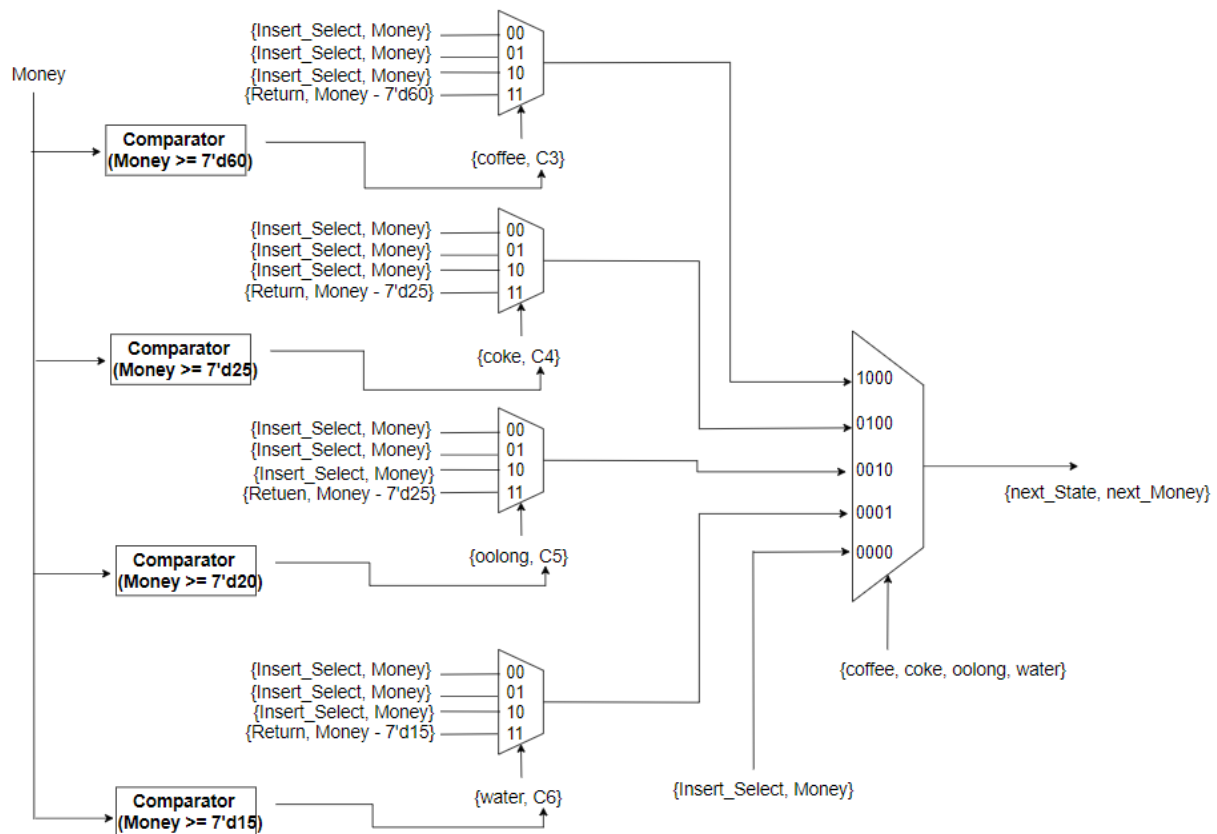 Money
{Insert_Select, Money}
{Insert_Select, Money}
{Insert_Select, Money}
{Return, Money - 7'd60}
00
01
10
11
Comparator
(Money >= 7'd60)
{coffee, C3}
{Insert_Select, Money}
{Insert_Select, Money}
{Insert_Select, Money}
{Return, Money - 7'd25}
00
01
10
11
Comparator
(Money >= 7'd25)
{coke, C4}
{Insert_Select, Money}
{Insert_Select, Money}
{Insert_Select, Money}
{Retuen, Money - 7'd25}
00
01
10
11
Comparator
(Money >= 7'd20)
{oolong, C5}
{Insert_Select, Money}
{Insert_Select, Money}
{Insert_Select, Money}
{Return, Money - 7'd15}
00
01
10
11
Comparator
(Money >= 7'd15)
{water, C6}
1000
0100
0010
0001
0000
{next_State, next_Money}
{coffee, coke, oolong, water}
{Insert_Select, Money}